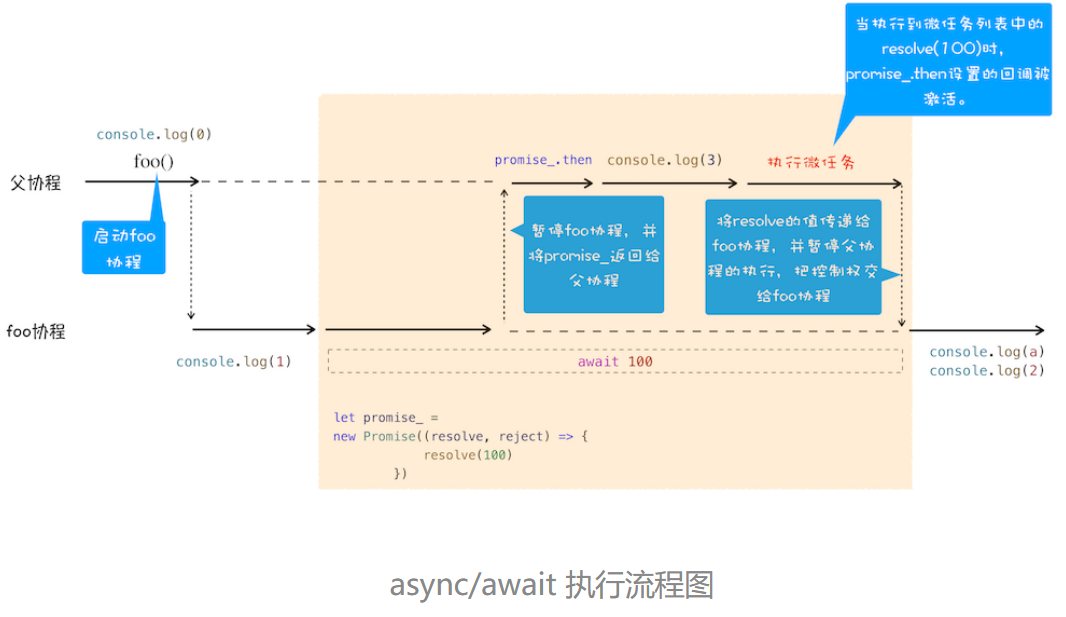 当执行到微任务列表中的
resolve(100)时,
promise_.then设置的回调被
激活。
console.log(0)
foo()
父协程
启动foo
协程
promise_.then
console.log(3)
执行微任务
暂停foo协程，并
将promise_返回给
父协程
将resolve的值传递给
foo协程，并暂停父协
程的执行，把控制权交
给foo协程
foo协程
console.log(1)
await 100
console.log(a)
console.log(2)
let promise_ =
new Promise((resolve, reject) => {
resolve(100)
})
async/await 执行流程图